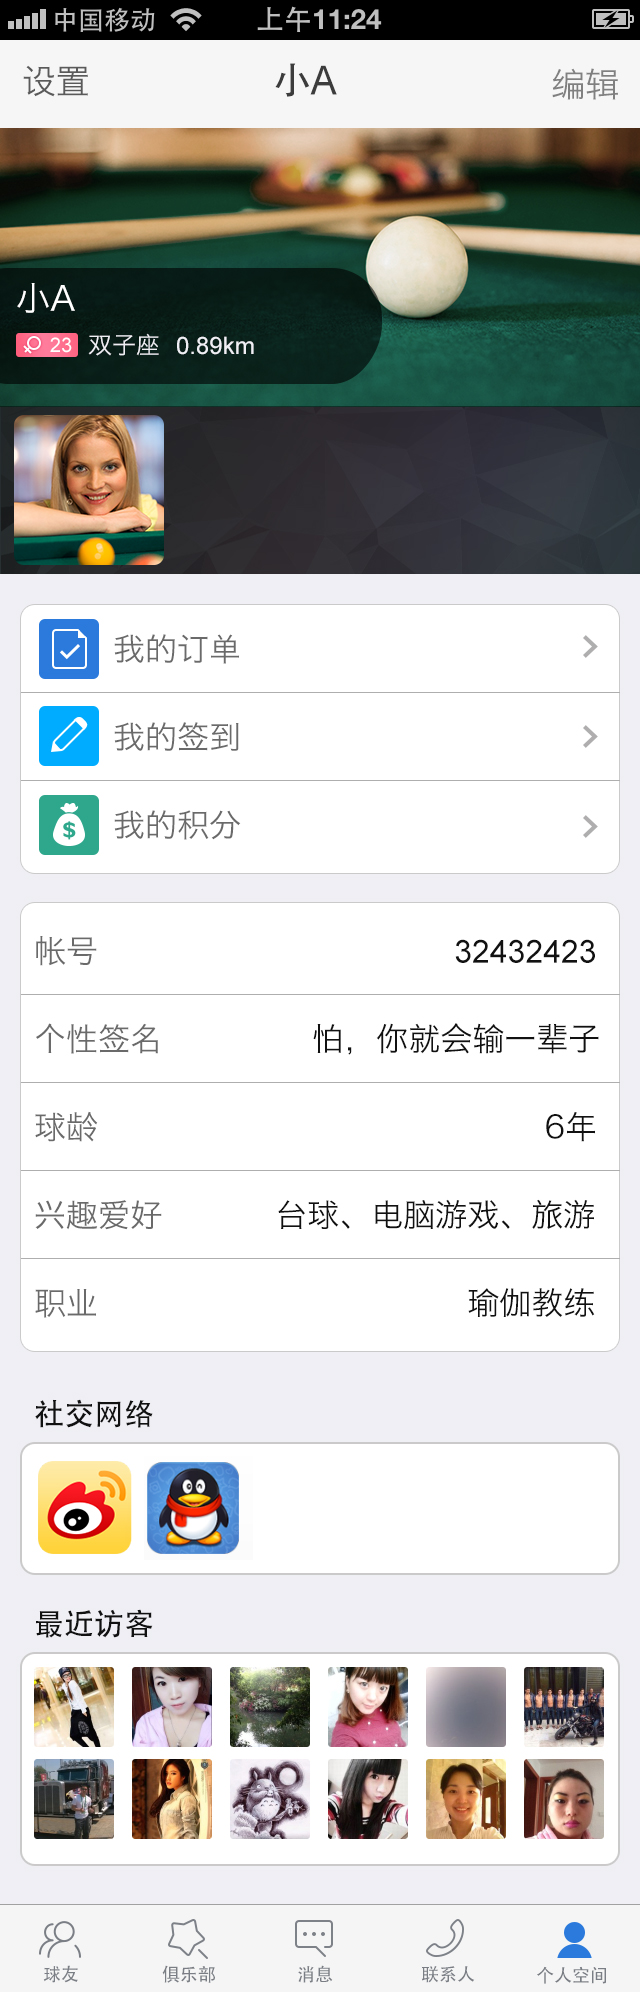 中国移动 上午11:24
设置 小A 编辑
小A
23 双子座 0.89km
我的订单
我的签到
$
我的积分
帐号 32432423
个性签名 怕，你就会输一辈子
球龄 6年
兴趣爱好 台球、电脑游戏、旅游
职业 瑜伽教练
社交网络
最近访客
球友 俱乐部 消息 联系人 个人空间